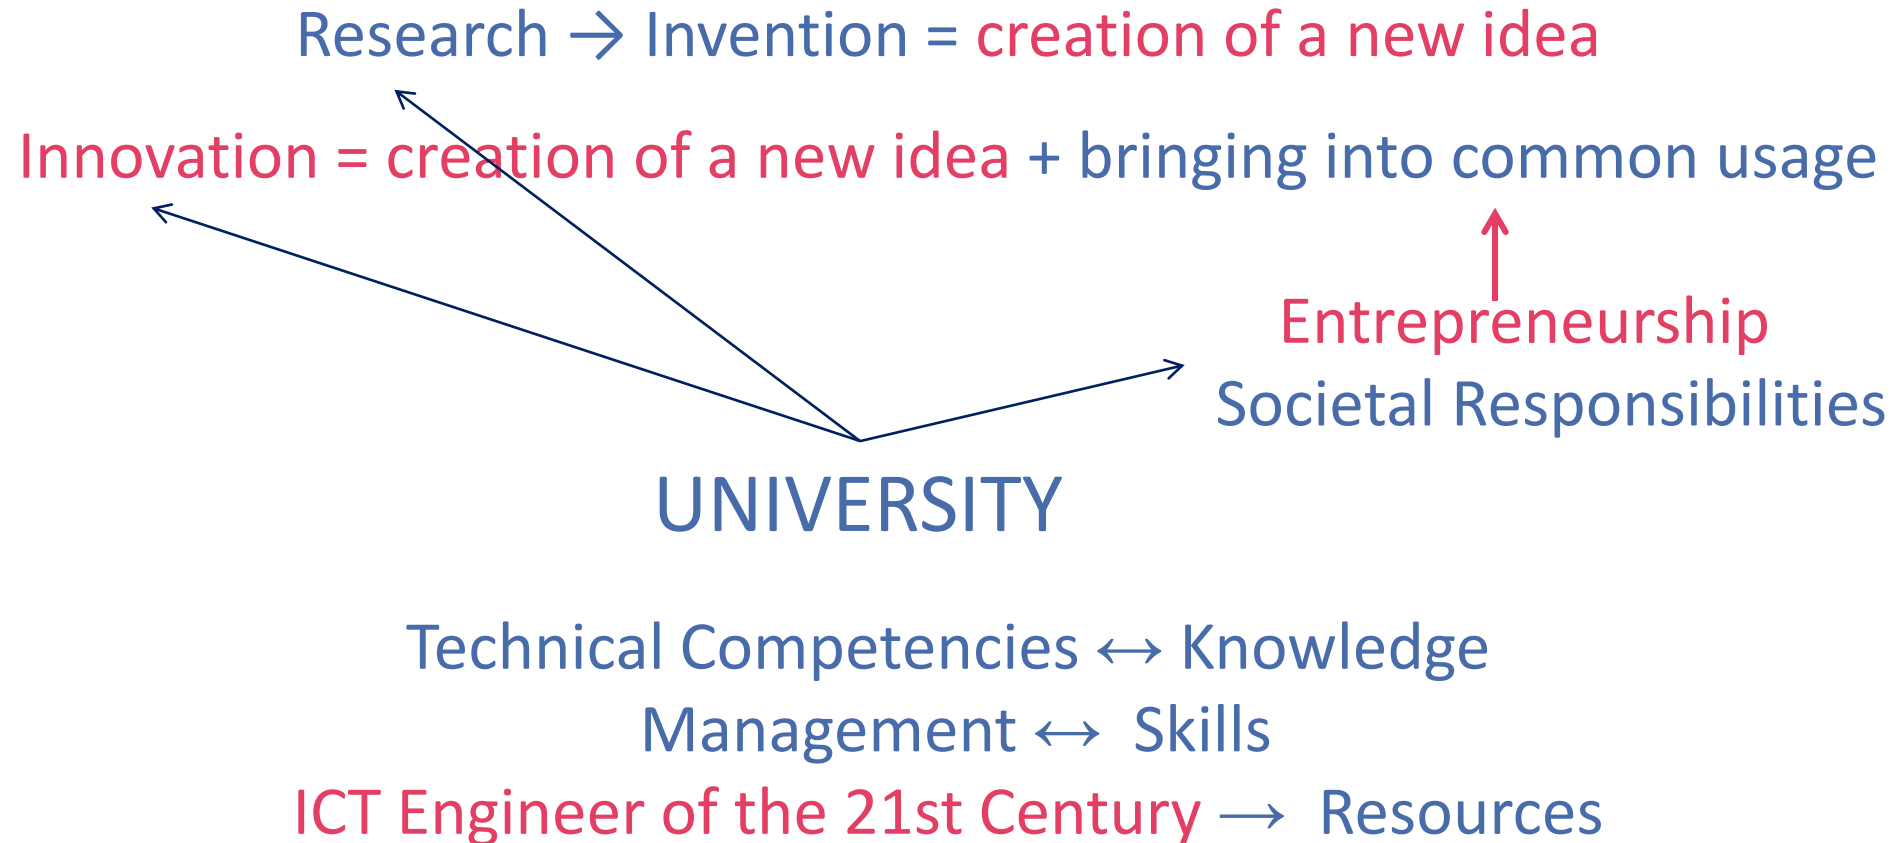 Research → Invention = creation of a new idea
Innovation = creation of a new idea + bringing into common usage
Entrepreneurship
Societal Responsibilities
UNIVERSITY
Technical Competencies ↔ Knowledge
Management ↔ Skills
ICT Engineer of the 21st Century → Resources